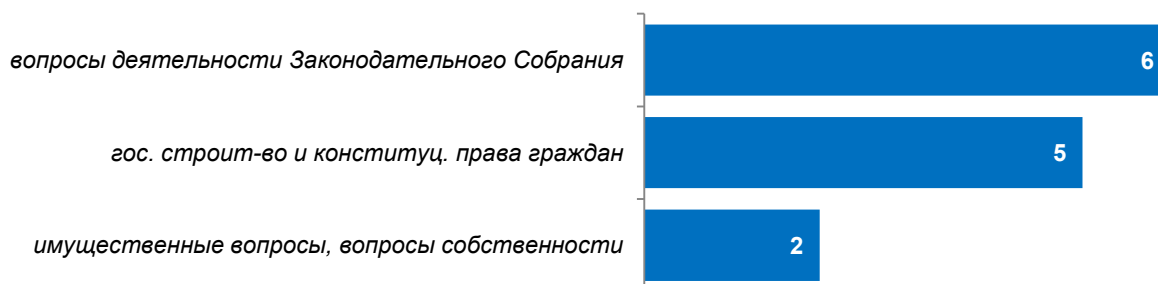 вопросы деятельности Законодательного Собрания 6
гос. строит-во и конституц. права граждан 5
имущественные вопросы, вопросы собственности 2